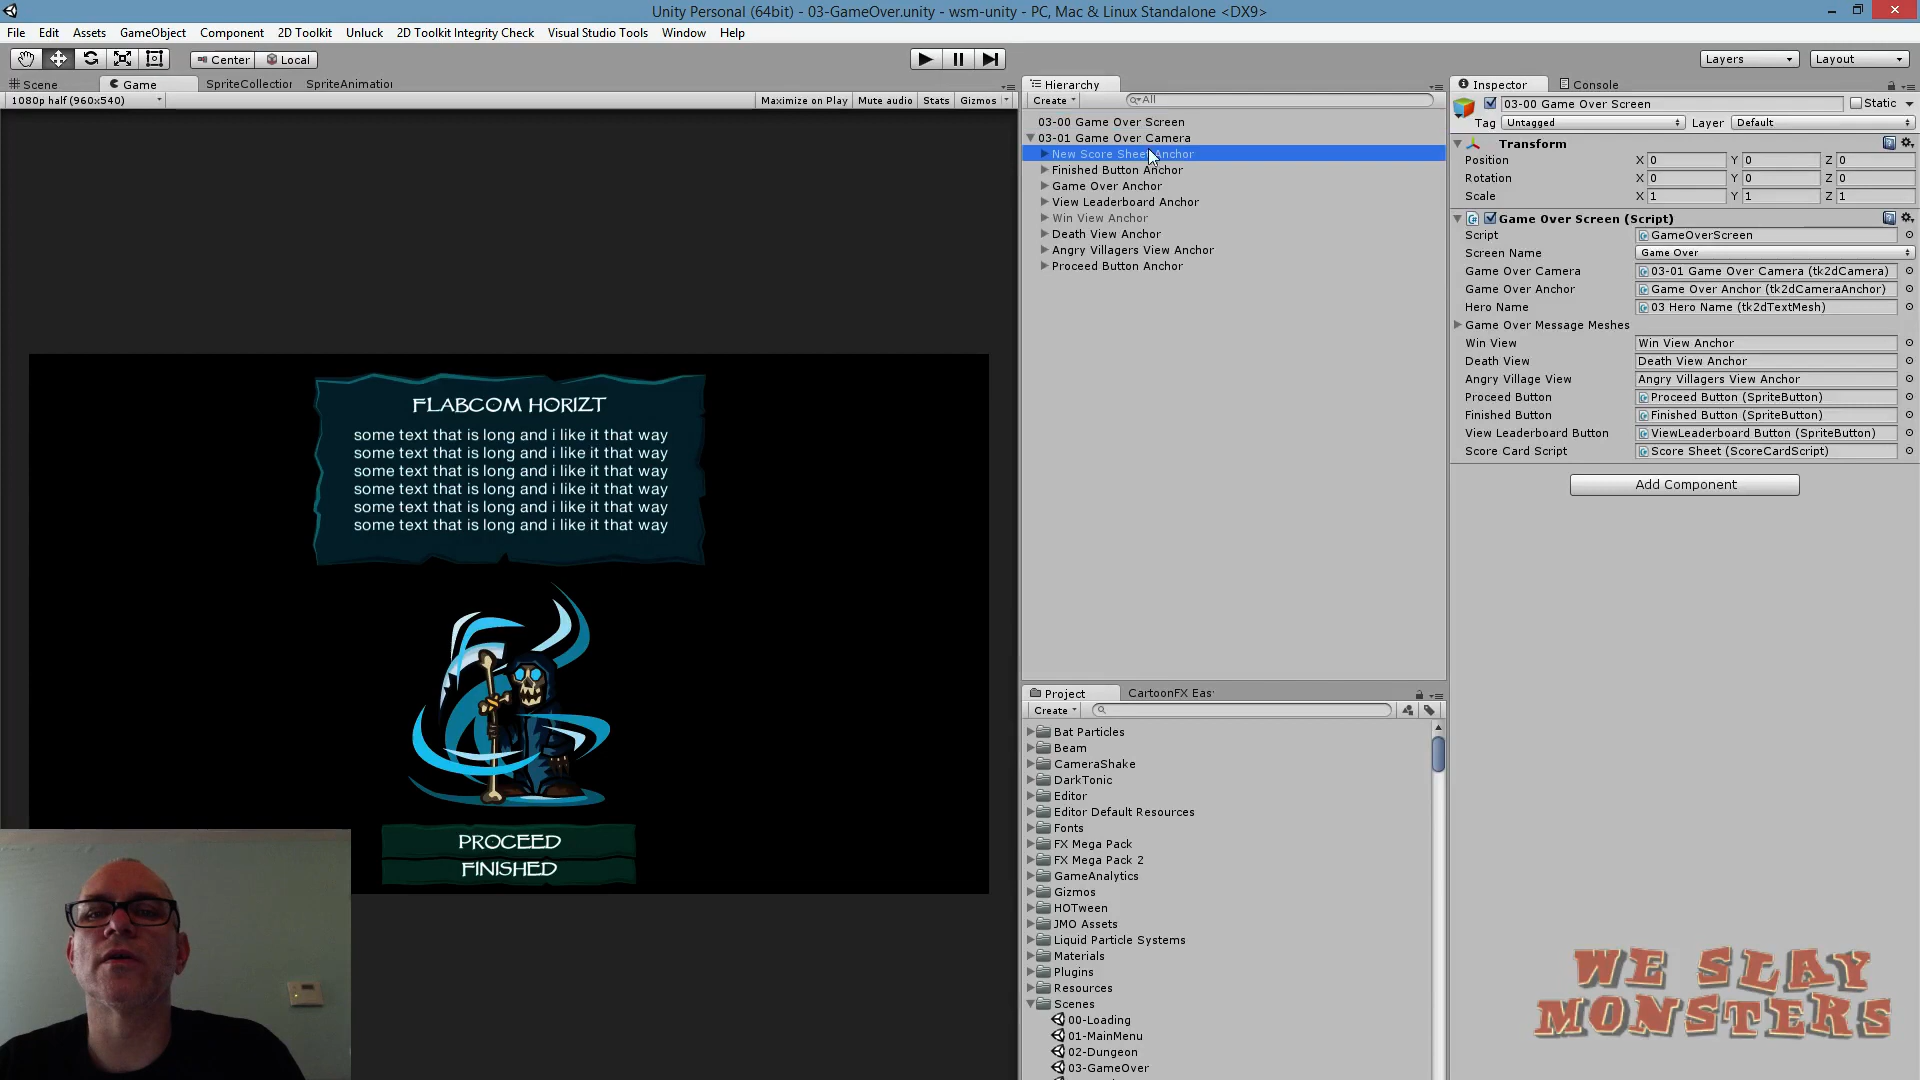 Unity Personal (64bit) - 03-GameOver.unity - wsm-unity - PC, Mac & Linux Standalone <DX9>
File Edit Assets GameObject Component 2D Toolkit Unluck 2D Toolkit Integrity Check Visual Studio Tools Window Help
Center Local Layers Layout
Scene Game SpriteCollectio SpriteAnimation
1080p half (960x540) Maximize on Play Mute audio Stats Gizmos
FLABCOM HORIZT
some text that is long and i like it that way
some text that is long and i like it that way
some text that is long and i like it that way
some text that is long and i like it that way
some text that is long and i like it that way
some text that is long and i like it that way
PROCEED
FINISHED
Hierarchy
Create All
03-00 Game Over Screen
03-01 Game Over Camera
New Score Sheet Anchor
Finished Button Anchor
Game Over Anchor
View Leaderboard Anchor
Win View Anchor
Death View Anchor
Angry Villagers View Anchor
Proceed Button Anchor
Project CartoonFX Eas
Create
Bat Particles
Beam
CameraShake
DarkTonic
Editor
Editor Default Resources
Fonts
FX Mega Pack
FX Mega Pack 2
GameAnalytics
Gizmos
HOTween
JMO Assets
Liquid Particle Systems
Materials
Plugins
Resources
Scenes
00-Loading
01-MainMenu
02-Dungeon
03-GameOver
Inspector Console
03-00 Game Over Screen Static
Tag Untagged Layer Default
Transform
Position X 0 Y 0 Z 0
Rotation X 0 Y 0 Z 0
Scale X 1 Y 1 Z 1
Game Over Screen (Script)
Script GameOverScreen
Screen Name Game Over
Game Over Camera 03-01 Game Over Camera (tk2dCamera)
Game Over Anchor Game Over Anchor (tk2dCameraAnchor)
Hero Name 03 Hero Name (tk2dTextMesh)
Game Over Message Meshes
Win View Win View Anchor
Death View Death View Anchor
Angry Village View Angry Villagers View Anchor
Proceed Button Proceed Button (SpriteButton)
Finished Button Finished Button (SpriteButton)
View Leaderboard Button ViewLeaderboard Button (SpriteButton)
Score Card Script Score Sheet (ScoreCardScript)
Add Component
WE SLAY
MONSTERS